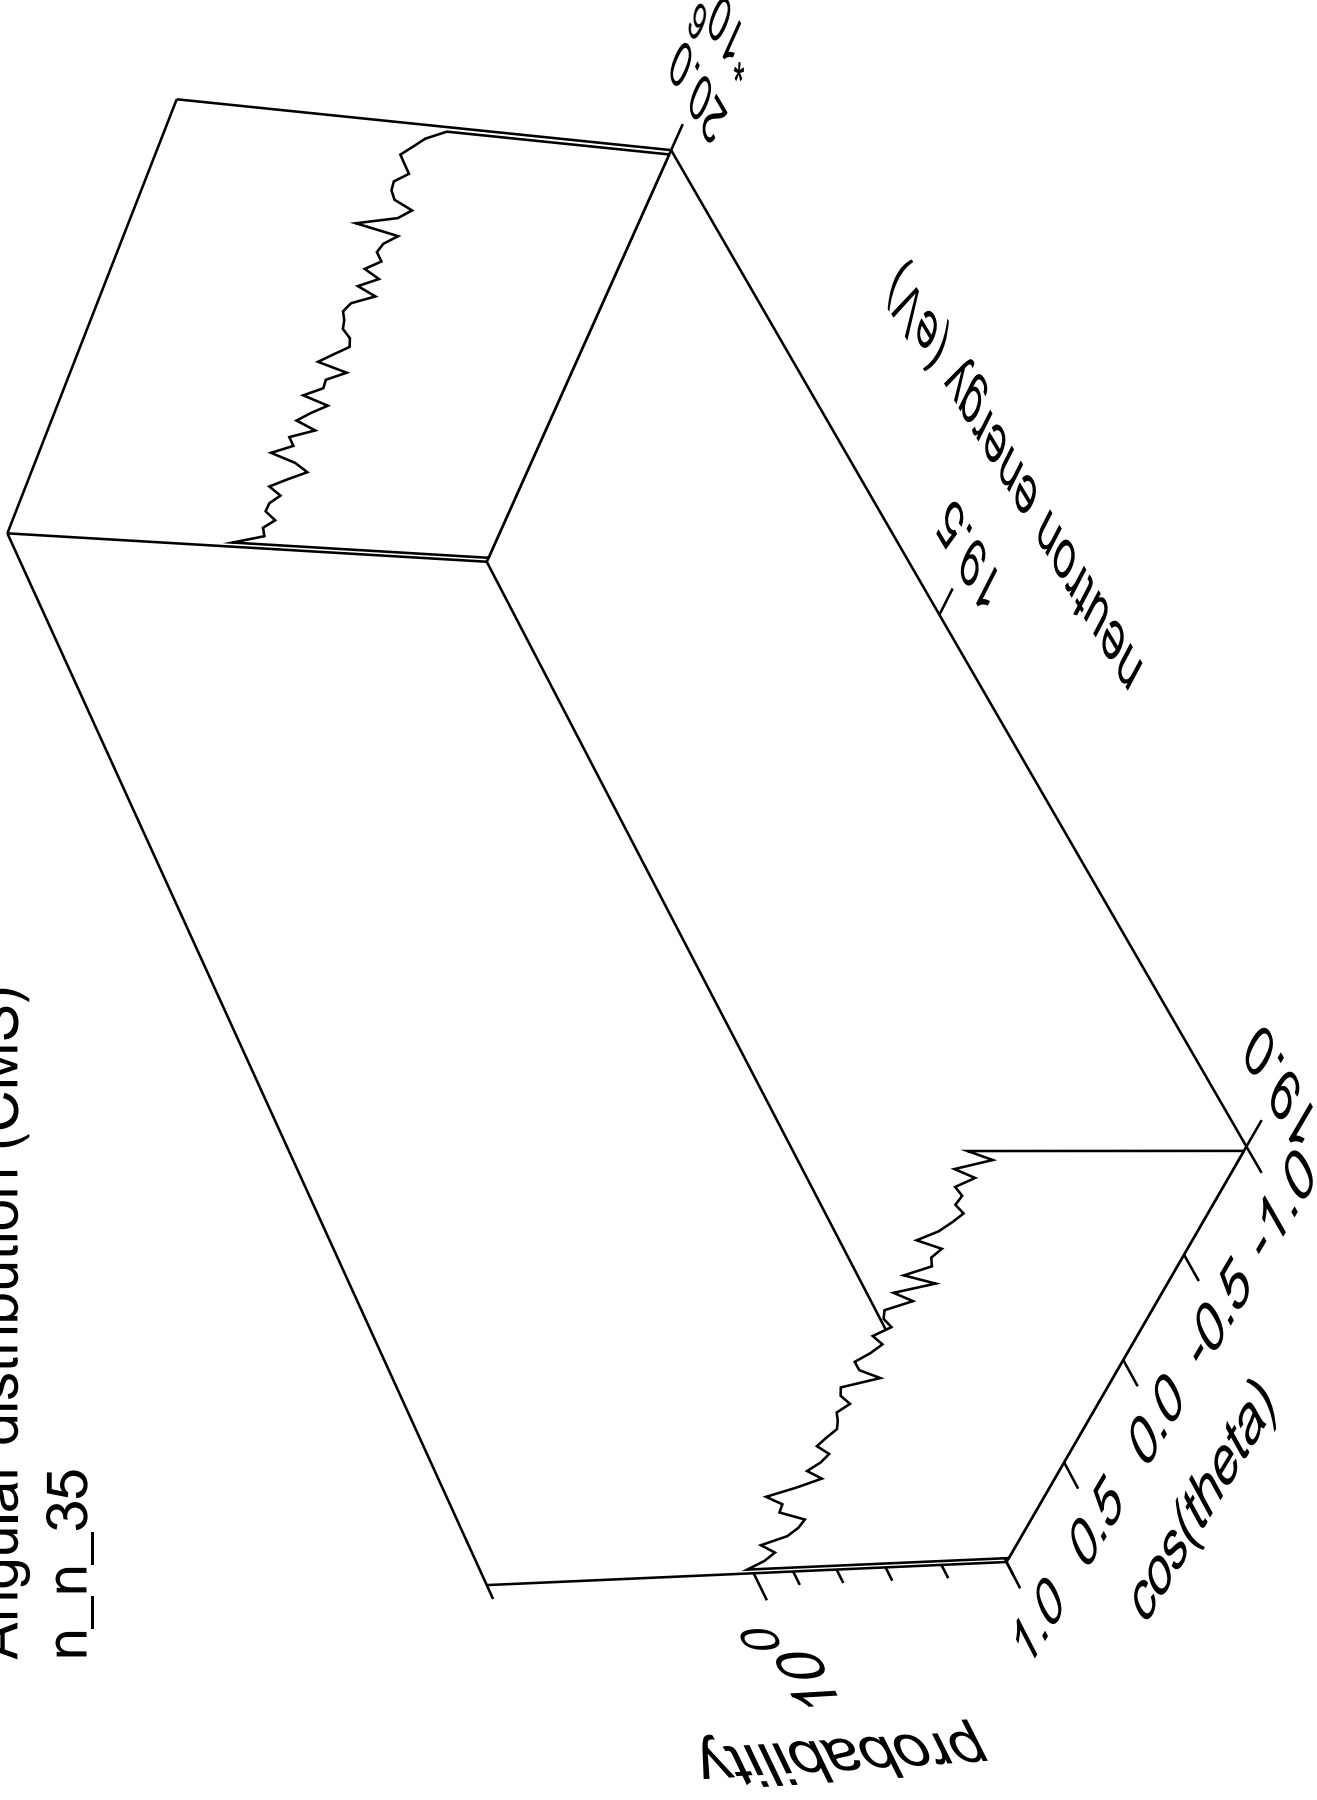 Angular distribution (CMS)
n_n_35
probability
10 0
1.0
0.5
0.0
-0.5
-1.0
cos(theta)
19.0
19.5
20.0
* 10 6
neutron energy (eV)